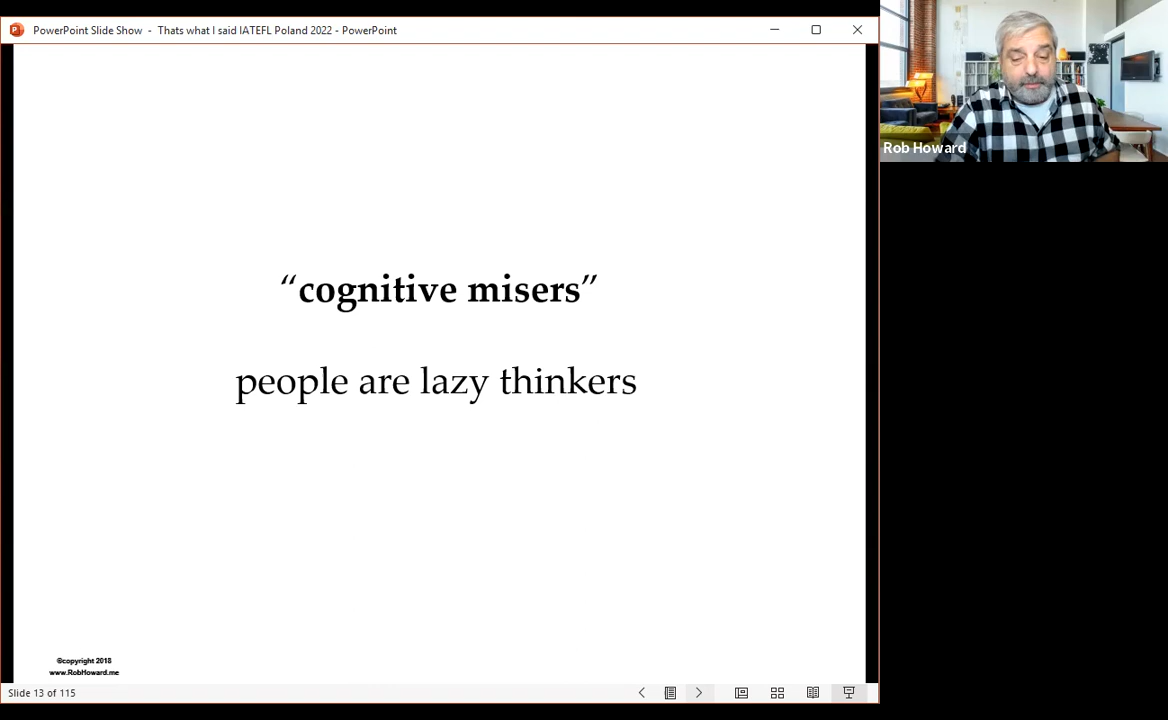 PowerPoint Slide Show - Thats what I said IATEFL Poland 2022 - PowerPoint
Rob Howard
“cognitive misers”
people are lazy thinkers
©copyright 2018
www.RobHoward.me
Slide 13 of 115